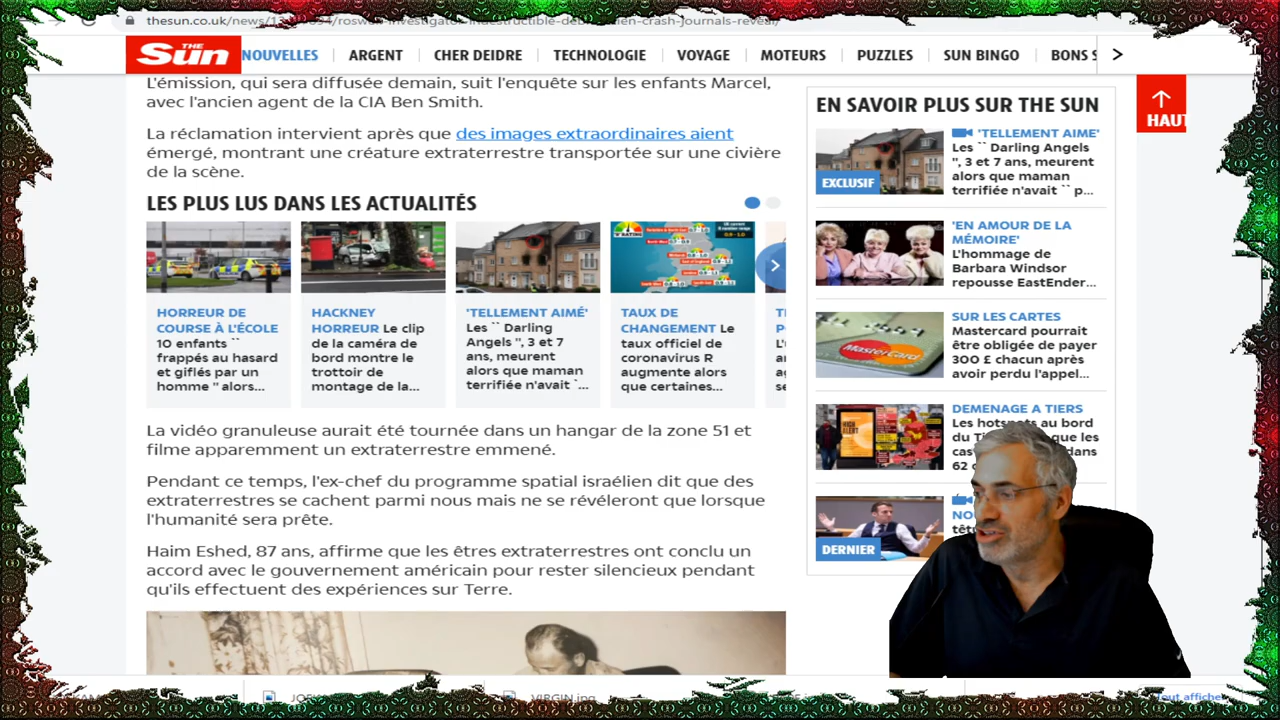 thesun.co.uk/news/
THE Sun
NOUVELLES
ARGENT
CHER DEIDRE
TECHNOLOGIE
VOYAGE
MOTEURS
PUZZLES
SUN BINGO
BONS S
L'émission, qui sera diffusée demain, suit l'enquête sur les enfants Marcel,
avec l'ancien agent de la CIA Ben Smith.
La réclamation intervient après que des images extraordinaires aient
émergé, montrant une créature extraterrestre transportée sur une civière
de la scène.
LES PLUS LUS DANS LES ACTUALITÉS
HORREUR DE
COURSE À L'ÉCOLE
10 enfants ``
frappés au hasard
et giflés par un
homme '' alors...
HACKNEY
HORREUR Le clip
de la caméra de
bord montre le
trottoir de
montage de la...
'TELLEMENT AIMÉ'
Les `` Darling
Angels '', 3 et 7
ans, meurent
alors que maman
terrifiée n'avait `...
TAUX DE
CHANGEMENT Le
taux officiel de
coronavirus R
augmente alors
que certaines...
La vidéo granuleuse aurait été tournée dans un hangar de la zone 51 et
filme apparemment un extraterrestre emmené.
Pendant ce temps, l'ex-chef du programme spatial israélien dit que des
extraterrestres se cachent parmi nous mais ne se révéleront que lorsque
l'humanité sera prête.
Haim Eshed, 87 ans, affirme que les êtres extraterrestres ont conclu un
accord avec le gouvernement américain pour rester silencieux pendant
qu'ils effectuent des expériences sur Terre.
EN SAVOIR PLUS SUR THE SUN
HAUT
EXCLUSIF
'TELLEMENT AIME'
Les `` Darling Angels
'', 3 et 7 ans, meurent
alors que maman
terrifiée n'avait `` p...
'EN AMOUR DE LA
MÉMOIRE'
L'hommage de
Barbara Windsor
repousse EastEnder...
MasterCard
SUR LES CARTES
Mastercard pourrait
être obligée de payer
300 £ chacun après
avoir perdu l'appel...
DEMENAGE A TIERS
Les hotspots au bord
62
DERNIER
VIRGIN.jpg
Tout affiche